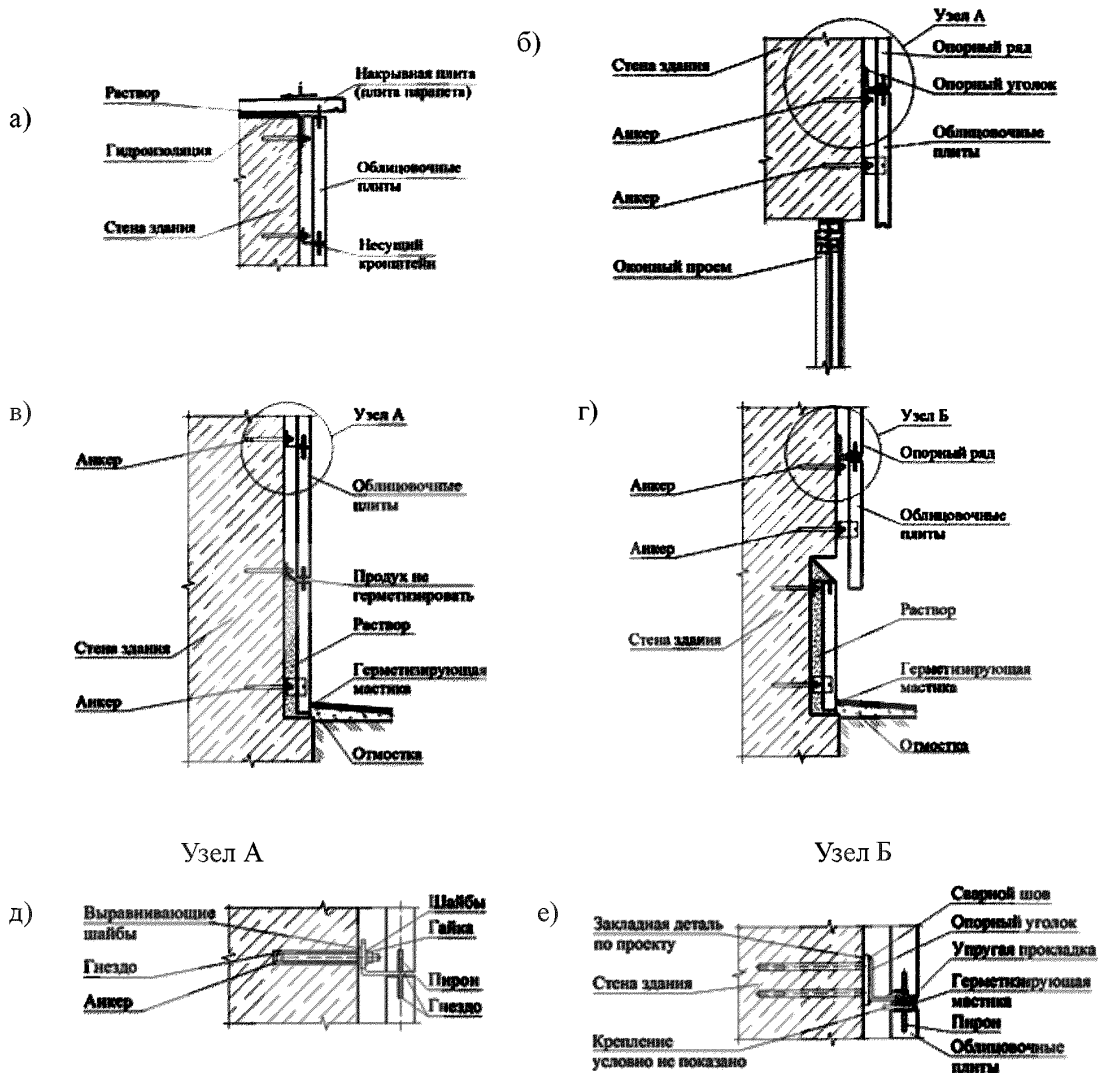 а)
Раствор
Гидроизоляция
Стена здания
Накрывная плита
(плита парапета)
Облицовочные
плиты
Несущий
кронштейн
б)
Узел А
Стена здания
Опорный ряд
Опорный уголок
Анкер
Облицовочные
плиты
Анкер
Оконный проем
в)
Узел А
Анкер
Облицовочные
плиты
Продух не
герметизировать
Раствор
Стена здания
Герметизирующая
мастика
Анкер
Отмостка
г)
Узел Б
Опорный ряд
Анкер
Облицовочные
плиты
Анкер
Раствор
Стена здания
Герметизирующая
мастика
Отмостка
Узел А
д)
Выравнивающие
шайбы
Гнездо
Анкер
Шайбы
Гайка
Пирон
Гнездо
Узел Б
е)
Закладная деталь
по проекту
Стена здания
Крепление
условно не показано
Сварной шов
Опорный уголок
Упругая прокладка
Герметизирующая
мастика
Пирон
Облицовочные
плиты